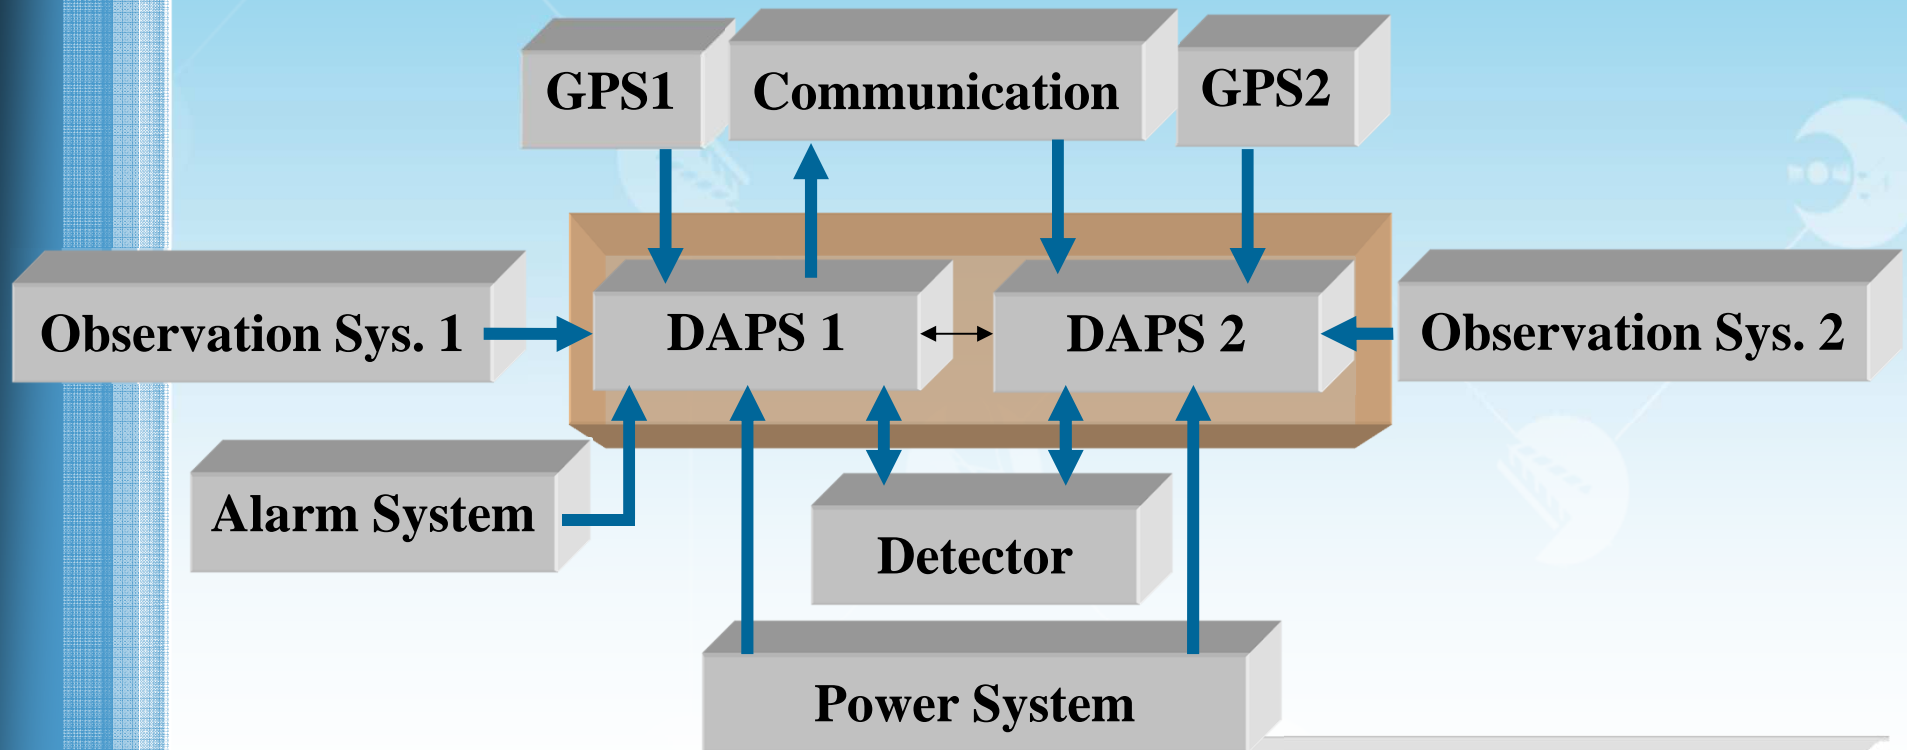 GPS1
Communication
GPS2
Observation Sys. 1
DAPS 1
DAPS 2
Observation Sys. 2
Alarm System
Detector
Power System